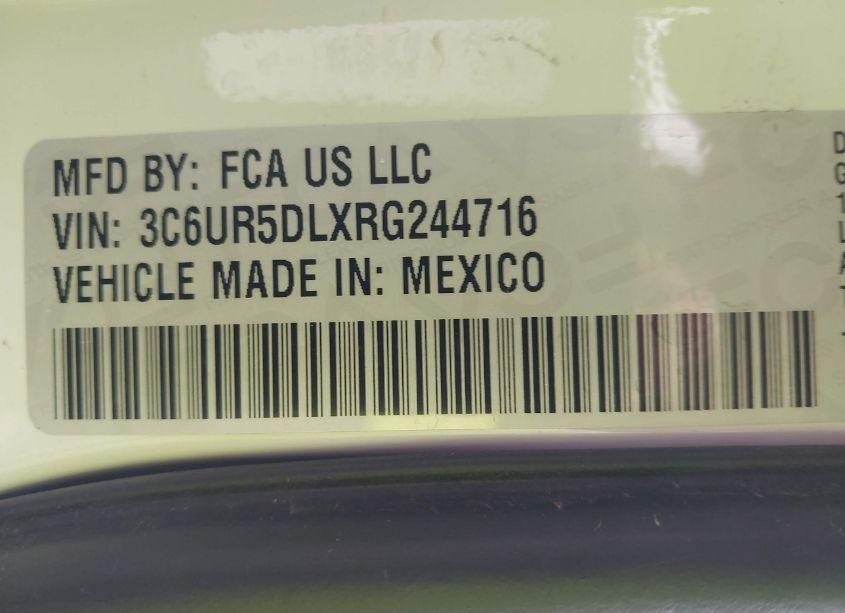 MFD BY: FCA US LLC
VIN: 3C6UR5DLXRG244716
VEHICLE MADE IN: MEXICO